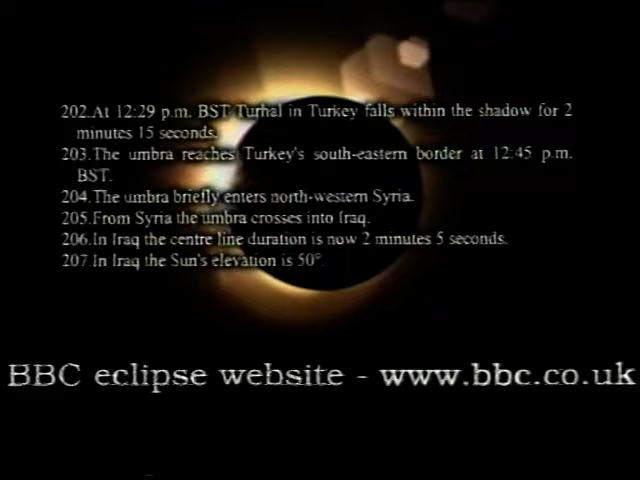 202.At 12:29 p.m. BST Turhal in Turkey falls within the shadow for 2
minutes 15 seconds.
203.The umbra reaches Turkey's south-eastern border at 12:45 p.m.
BST.
204.The umbra briefly enters north-western Syria.
205.From Syria the umbra crosses into Iraq.
206.In Iraq the centre line duration is now 2 minutes 5 seconds.
207.In Iraq the Sun's elevation is 50°.
BBC eclipse website - www.bbc.co.uk